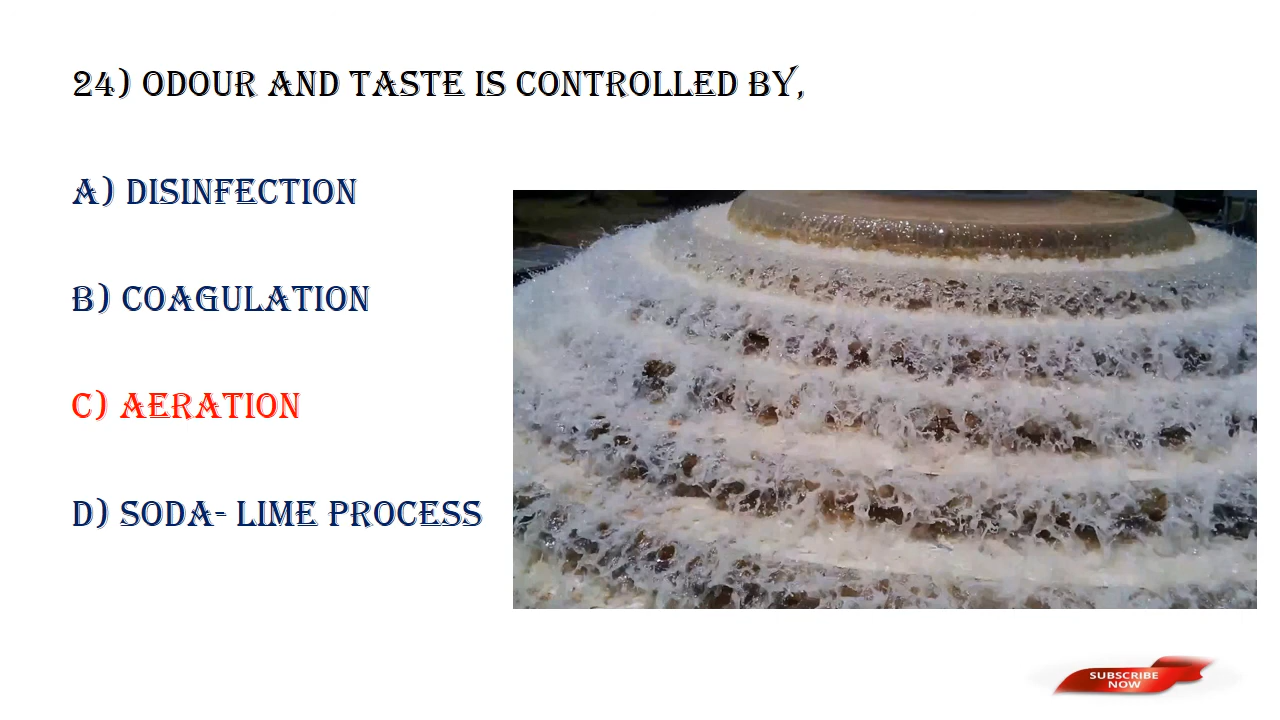 24) ODOUR AND TASTE IS CONTROLLED BY,
A) DISINFECTION
B) COAGULATION
C) AERATION
D) SODA- LIME PROCESS
SUBSCRIBE
NOW